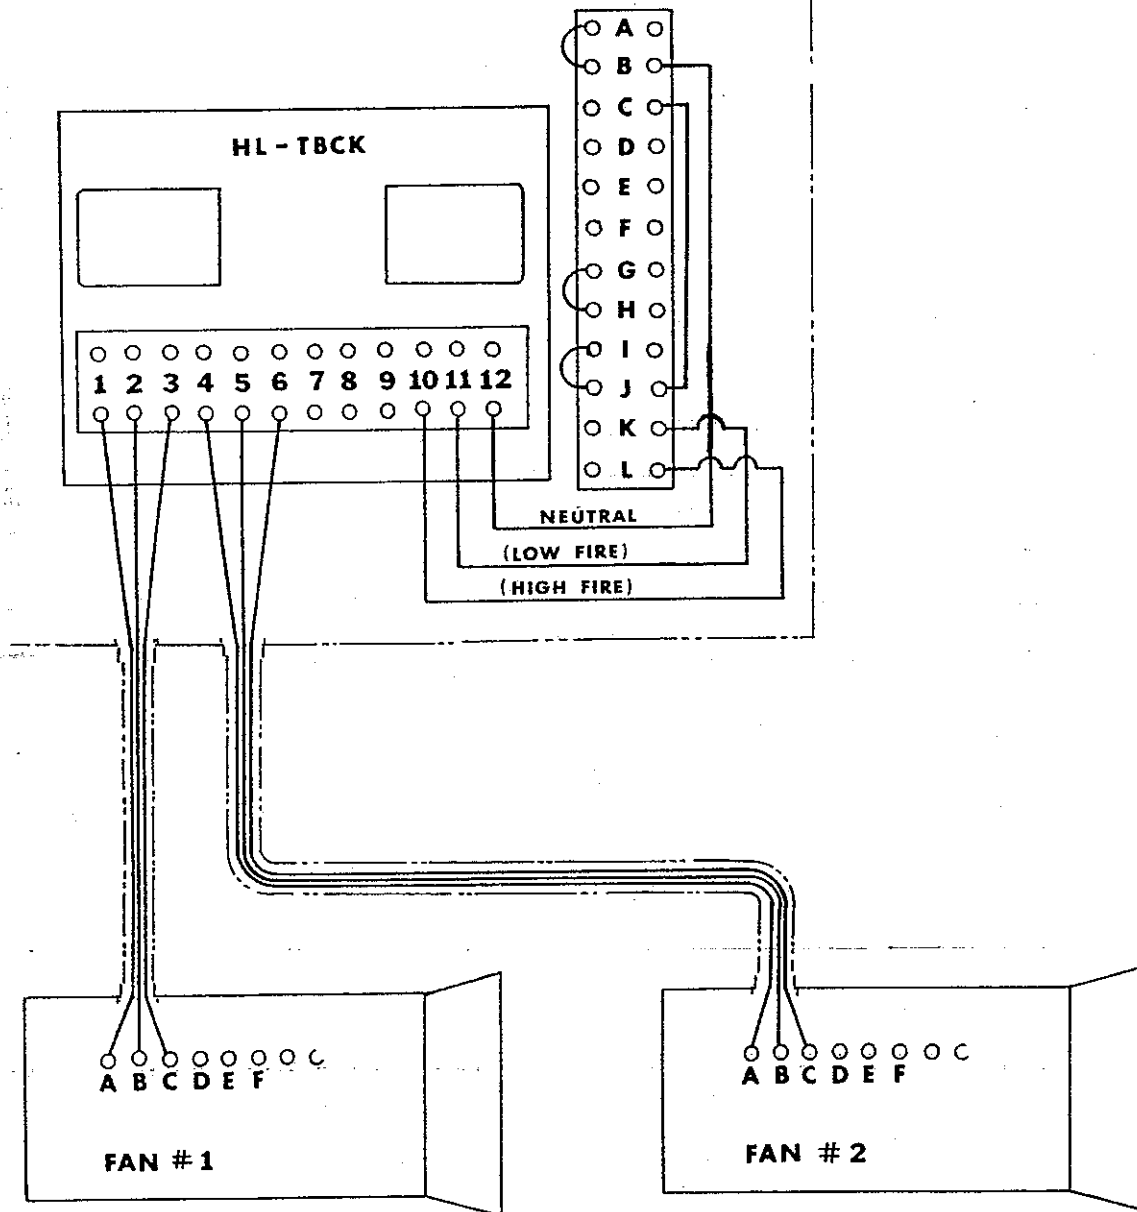 A
B
C
HL-TBCK
D
E
F
G
H
I
1 2 3 4 5 6 7 8 9 10 11 12
J
K
L
NEUTRAL
(LOW FIRE)
(HIGH FIRE)
A B C D E F
FAN #1
A B C D E F
FAN #2